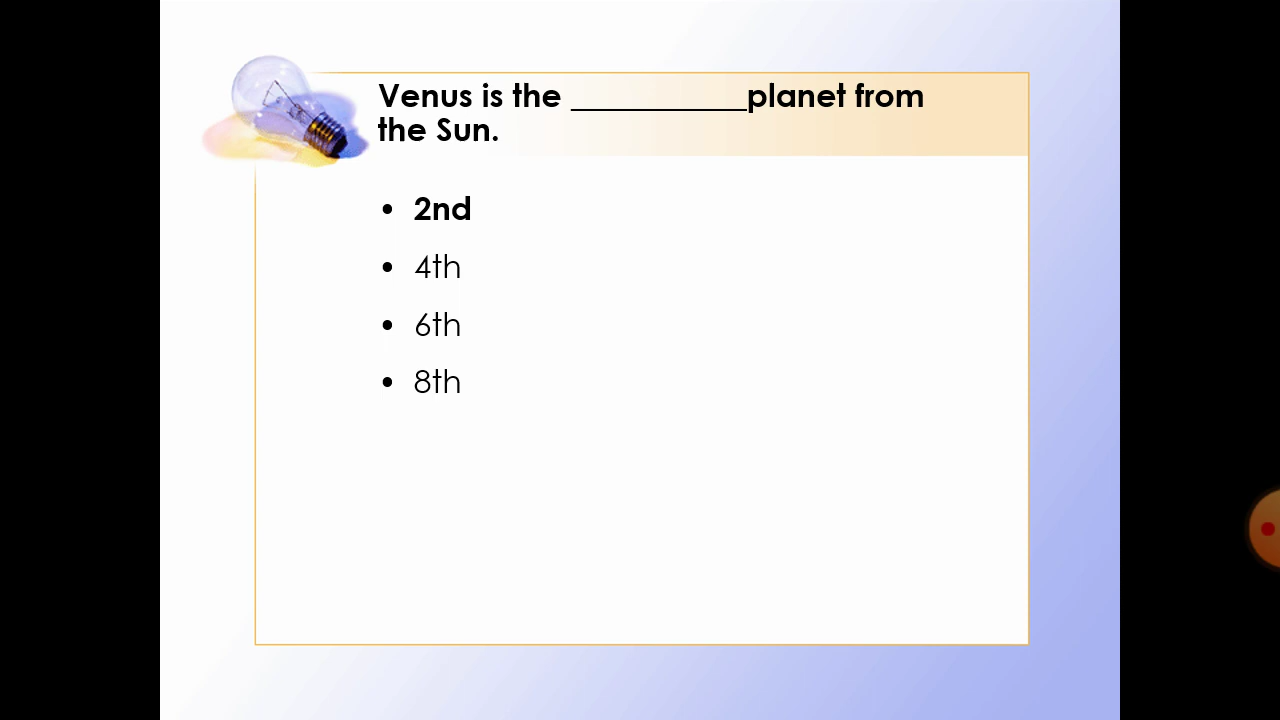 Venus is the ___________planet from
the Sun.
• 2nd
• 4th
• 6th
• 8th